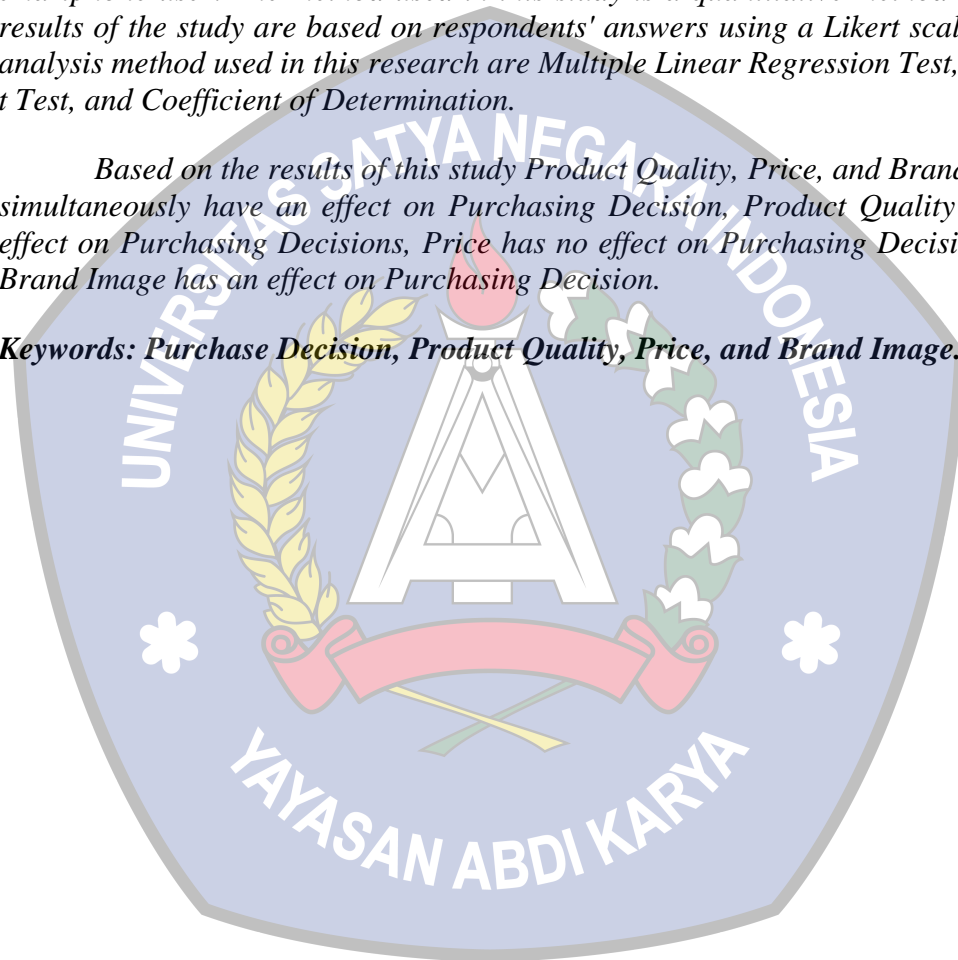 results of the study are based on respondents' answers using a Likert scal
analysis method used in this research are Multiple Linear Regression Test,
t Test, and Coefficient of Determination.
Based on the results of this study Product Quality, Price, and Brand
simultaneously have an effect on Purchasing Decision, Product Quality
effect on Purchasing Decisions, Price has no effect on Purchasing Decisi
Brand Image has an effect on Purchasing Decision.
Keywords: Purchase Decision, Product Quality, Price, and Brand Image.
UNIVERSITAS SATYA NEGARA INDONESIA
YAYASAN ABDI KARYA